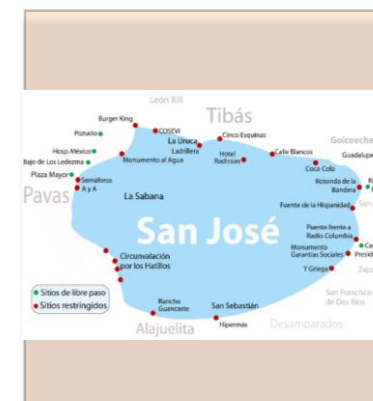 León XIII
Tibás
Burger King
Pozuelo
COSEVI
Cinco Esquinas
La Uruca
Goicoechea
Hosp. México
Ladrillera
Hotel
Radisson
Calle Blancos
Guadalupe
Bajo de Los Ledezma
Monumento al Agua
Coca Cola
Plaza Mayor
Semáforos
A y A
Rotonda de la
Bandera
Pavas
La Sabana
Fuente de la Hispanidad
San José
Puente frente a
Radio Columbia
Monumento
Garantías Sociales
Circunvalación
por los Hatillos
Y Griega
San Francisco
de Dos Ríos
Sitios de libre paso
Sitios restringidos
Rancho
Guancaste
San Sebastián
Hipermás
Alajuelita
Desamparados